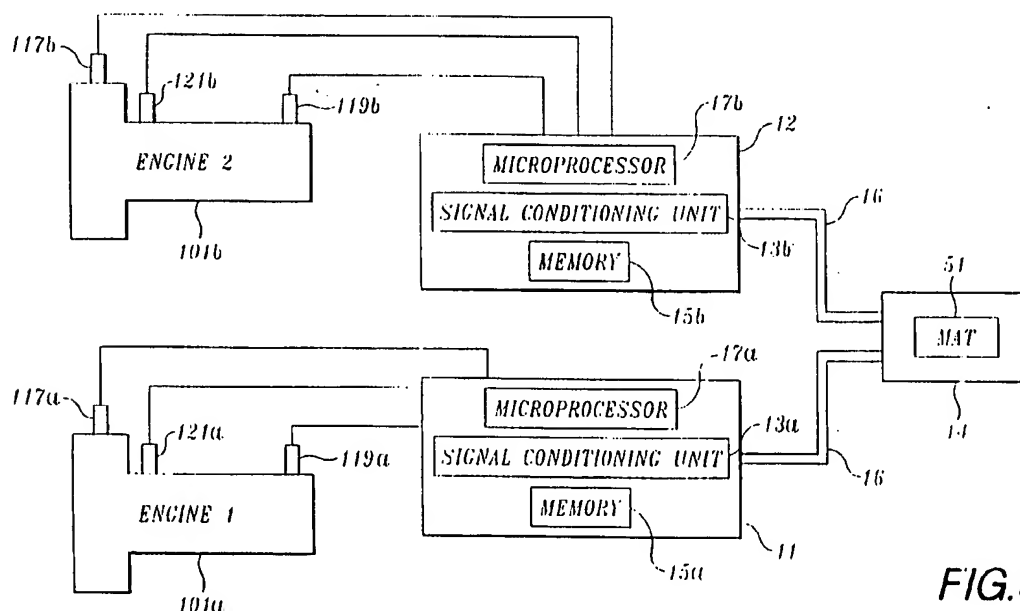 117b
121b
119b
17b
12
ENGINE 2
MICROPROCESSOR
SIGNAL CONDITIONING UNIT
16
13b
101b
MEMORY
51
15b
MAT
17a
117a
121a
MICROPROCESSOR
14
13a
119a
SIGNAL CONDITIONING UNIT
16
ENGINE 1
MEMORY
11
15a
101a
FIG.